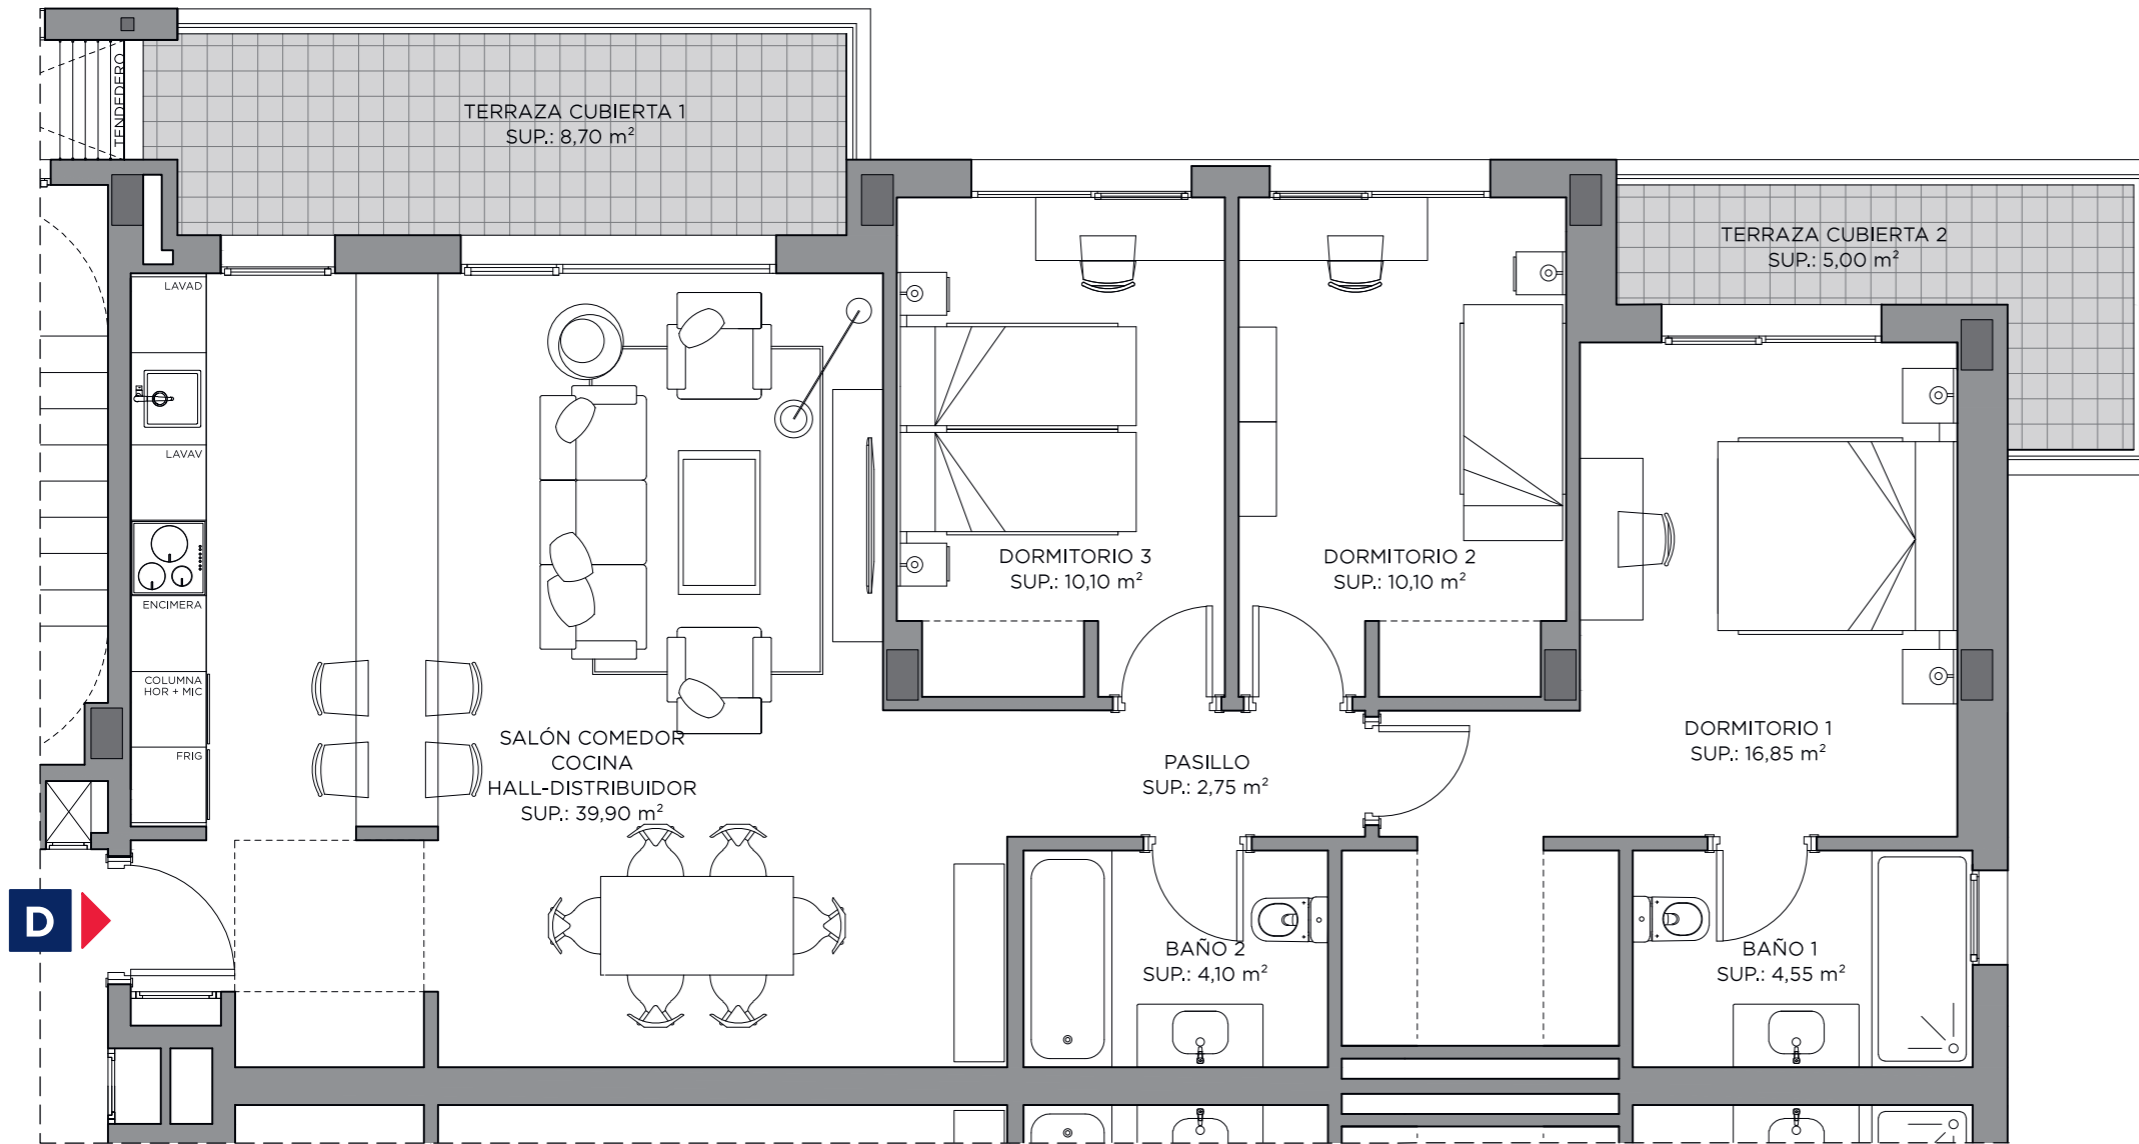 TENDEDERO
TERRAZA CUBIERTA 1
SUP.: 8,70 m²
TERRAZA CUBIERTA 2
SUP.: 5,00 m²
LAVAD
LAVAV
ENCIMERA
COLUMNA
HOR + MIC
FRIG
DORMITORIO 3
SUP.: 10,10 m²
DORMITORIO 2
SUP.: 10,10 m²
SALÓN COMEDOR
COCINA
HALL-DISTRIBUIDOR
SUP.: 39,90 m²
PASILLO
SUP.: 2,75 m²
DORMITORIO 1
SUP.: 16,85 m²
D
BAÑO 2
SUP.: 4,10 m²
BAÑO 1
SUP.: 4,55 m²